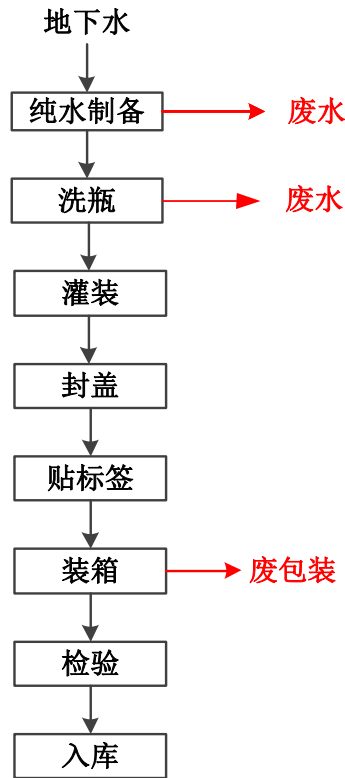 地下水
纯水制备 废水
洗瓶 废水
灌装
封盖
贴标签
装箱 废包装
检验
入库